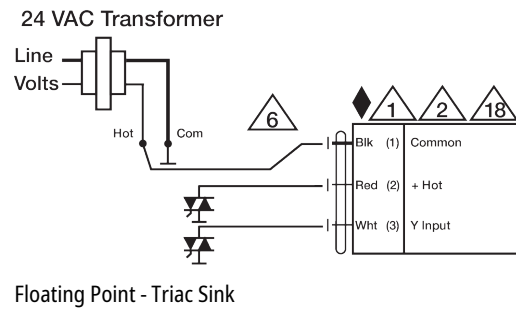 24 VAC Transformer
Line
Volts
Hot Com
6
1 2 18
Blk (1) Common
Red (2) + Hot
Wht (3) Y Input
Floating Point - Triac Sink